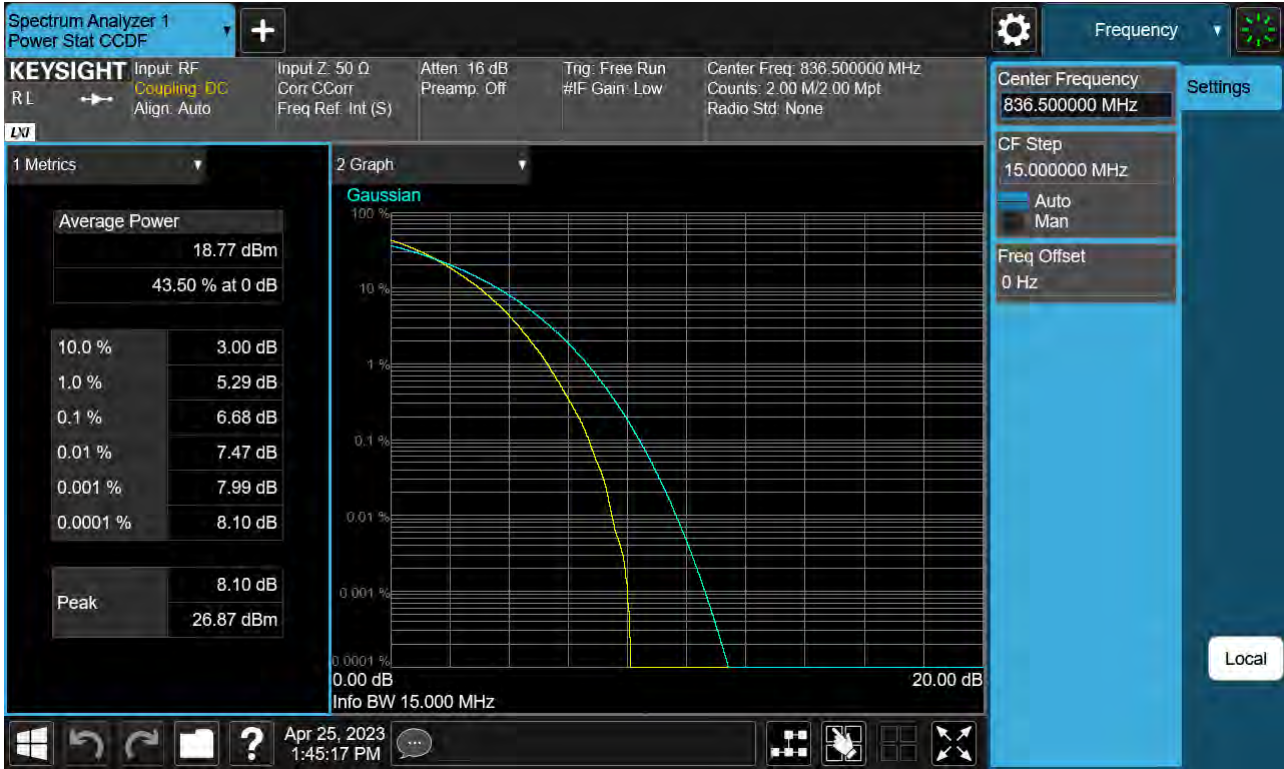 Spectrum Analyzer 1
Power Stat CCDF
+
Frequency
KEYSIGHT
R L
LXI
Input: RF
Coupling: DC
Align: Auto
Input Z: 50 Ω
Corr CCorr
Freq Ref: Int (S)
Atten: 16 dB
Preamp: Off
Trig: Free Run
#IF Gain: Low
Center Freq: 836.500000 MHz
Counts: 2.00 M/2.00 Mpt
Radio Std: None
Center Frequency
836.500000 MHz
Settings
CF Step
15.000000 MHz
Auto
Man
Freq Offset
0 Hz
1 Metrics
Average Power
18.77 dBm
43.50 % at 0 dB
10.0 % 3.00 dB
1.0 % 5.29 dB
0.1 % 6.68 dB
0.01 % 7.47 dB
0.001 % 7.99 dB
0.0001 % 8.10 dB
Peak
8.10 dB
26.87 dBm
2 Graph
Gaussian
100 %
10 %
1 %
0.1 %
0.01 %
0.001 %
0.0001 %
0.00 dB 20.00 dB
Info BW 15.000 MHz
Local
?
Apr 25, 2023
1:45:17 PM